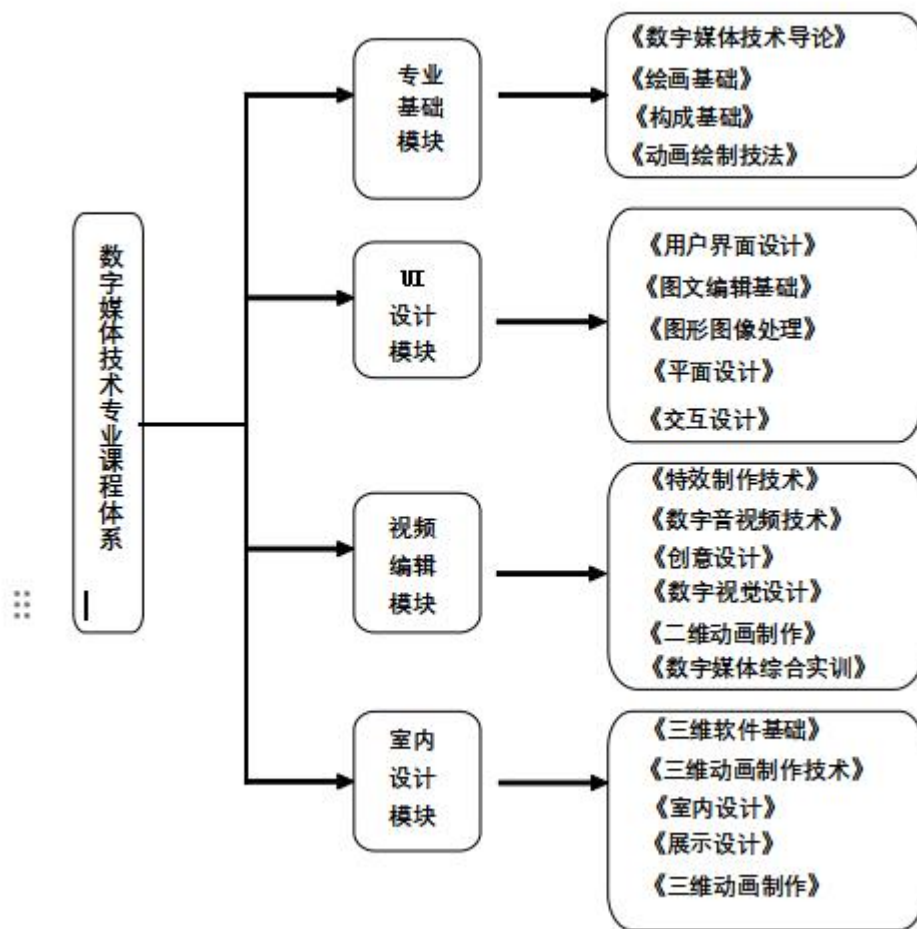 数字媒体技术专业课程体系
专业
基础
模块
《数字媒体技术导论》
《绘画基础》
《构成基础》
《动画绘制技法》
UI
设计
模块
《用户界面设计》
《图文编辑基础》
《图形图像处理》
《平面设计》
《交互设计》
视频
编辑
模块
《特效制作技术》
《数字音视频技术》
《创意设计》
《数字视觉设计》
《二维动画制作》
《数字媒体综合实训》
室内
设计
模块
《三维软件基础》
《三维动画制作技术》
《室内设计》
《展示设计》
《三维动画制作》